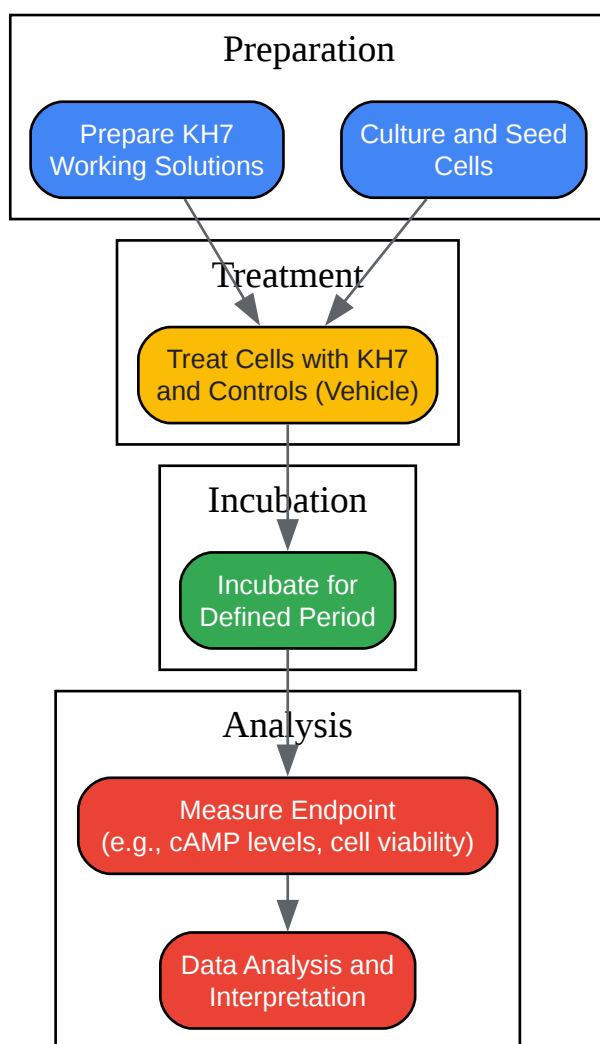 Preparation
Prepare KH7
Working Solutions
Culture and Seed
Cells
Treatment
Treat Cells with KH7
and Controls (Vehicle)
Incubation
Incubate for
Defined Period
Analysis
Measure Endpoint
(e.g., cAMP levels, cell viability)
Data Analysis and
Interpretation